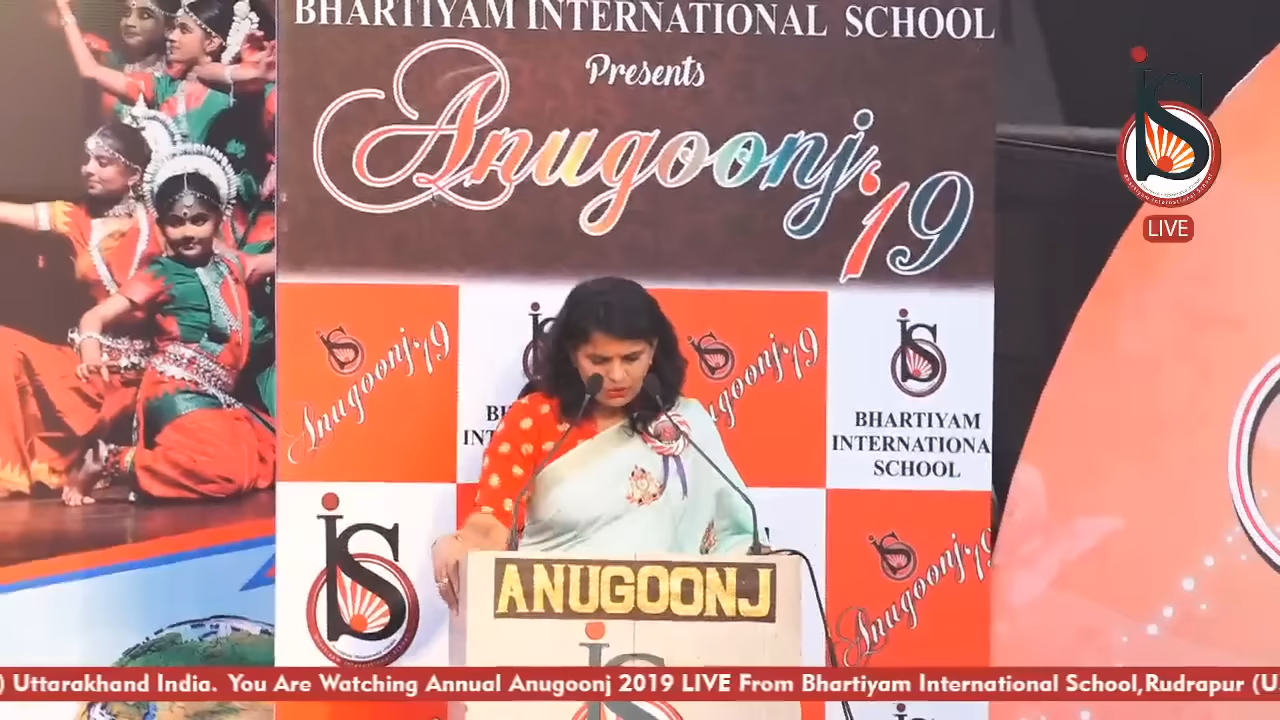 BHARTIYAM INTERNATIONAL SCHOOL
Presents
Anugoonj'19
LIVE
Anugoonj'19
Anugoonj'19
BHARTIYAM
INTERNATIONA
SCHOOL
Anugoonj'19
ANUGOONJ
) Uttarakhand India. You Are Watching Annual Anugoonj 2019 LIVE From Bhartiyam International School,Rudrapur (U